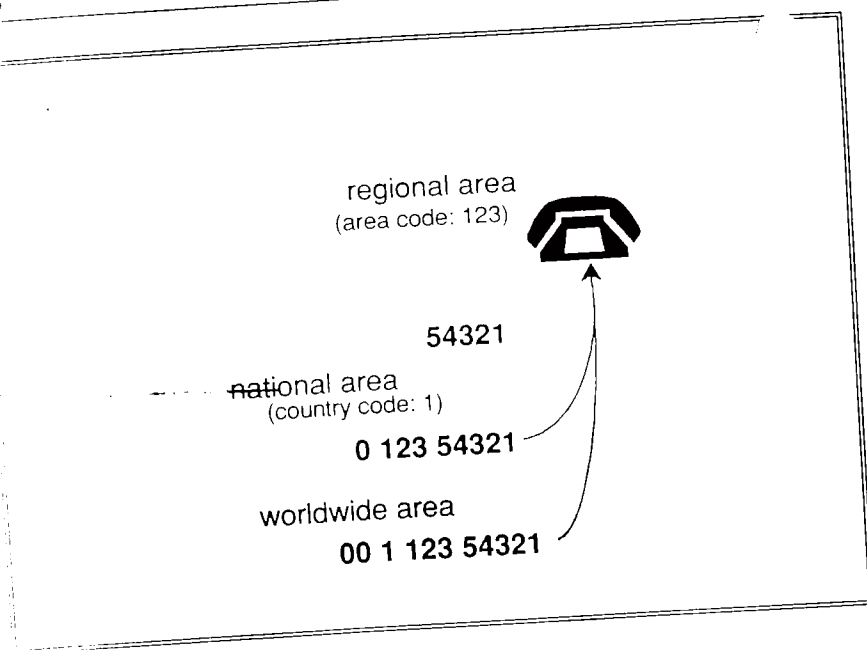 regional area
(area code: 123)
54321
national area
(country code: 1)
0 123 54321
worldwide area
00 1 123 54321